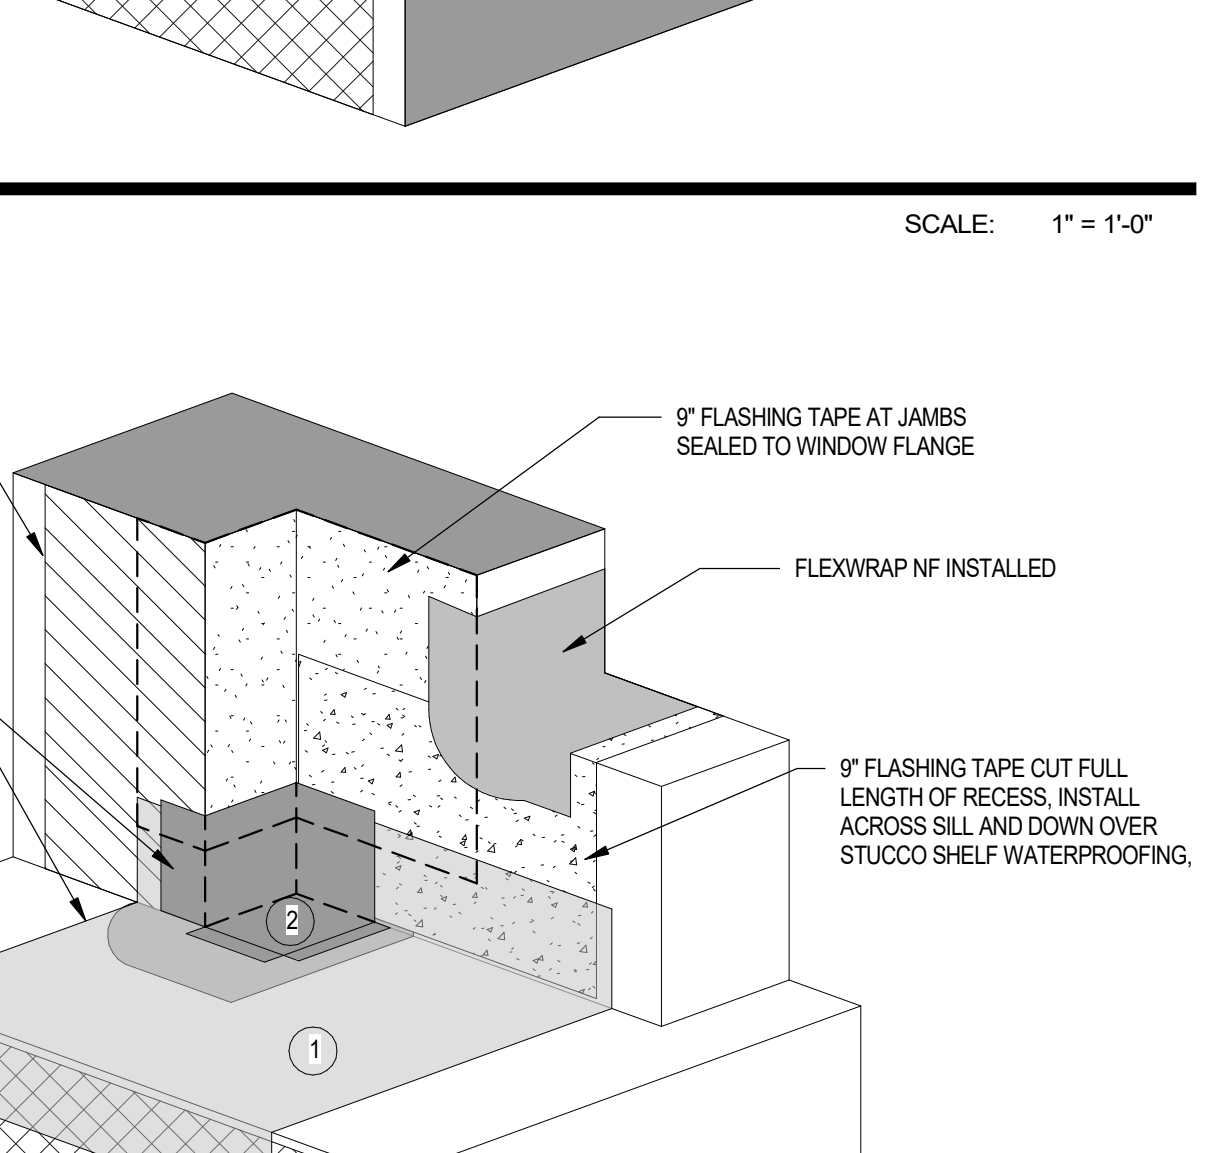 SCALE: 1" = 1'-0"
9" FLASHING TAPE AT JAMBS
SEALED TO WINDOW FLANGE
FLEXWRAP NF INSTALLED
9" FLASHING TAPE CUT FULL
LENGTH OF RECESS, INSTALL
ACROSS SILL AND DOWN OVER
STUCCO SHELF WATERPROOFING,
2
1